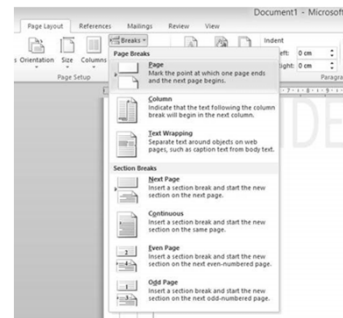 Document1 - Microsoft
Page Layout References Mailings Review View
Breaks
Indent
Orientation Size Columns
0 cm
0 cm
Page Setup
Paragra
Page Breaks
Page
Mark the point at which one page ends
and the next page begins.
Column
Indicate that the text following the column
break will begin in the next column.
Text Wrapping
Separate text around objects on web
pages, such as caption text from body text.
Section Breaks
Next Page
Insert a section break and start the new
section on the next page.
Continuous
Insert a section break and start the new
section on the same page.
Even Page
Insert a section break and start the new
section on the next even-numbered page.
Odd Page
Insert a section break and start the new
section on the next odd-numbered page.